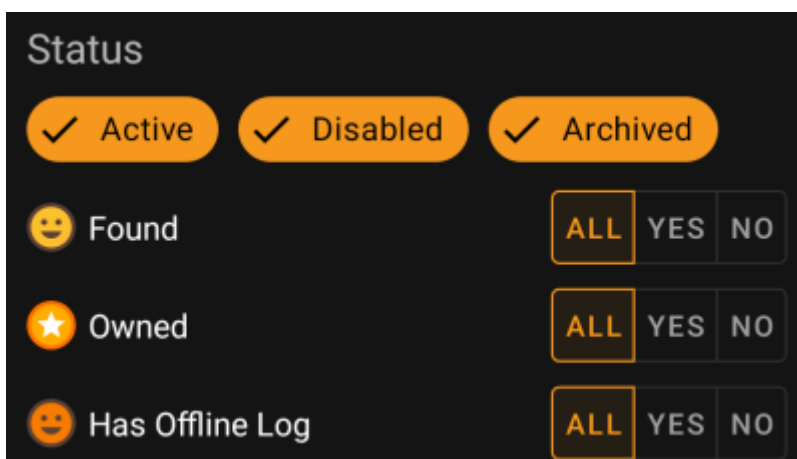 Status
Active Disabled Archived
Found ALL YES NO
Owned ALL YES NO
Has Offline Log ALL YES NO